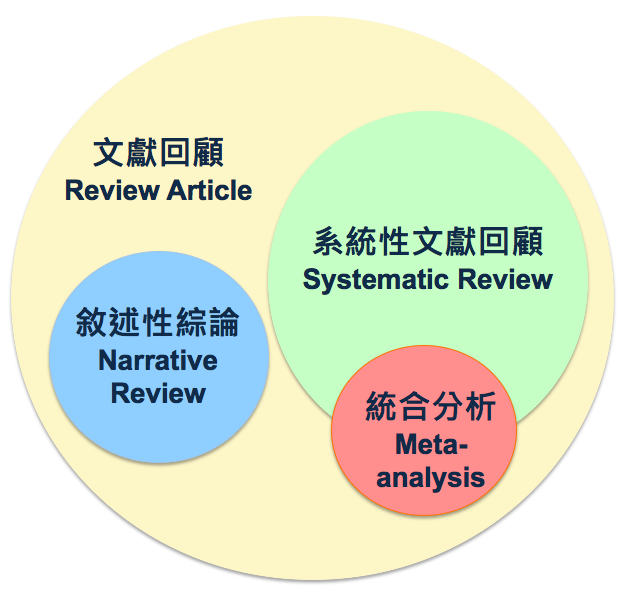 文獻回顧
Review Article
系統性文獻回顧
Systematic Review
敘述性綜論
Narrative
Review
統合分析
Meta-
analysis